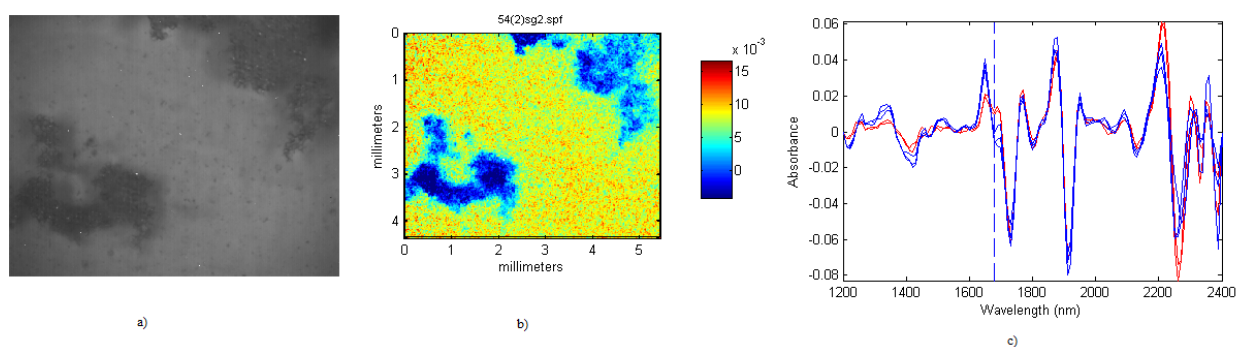 54(2)sg2.spf
0
1
2
3
4
millimeters
0 1 2 3 4 5
millimeters
x 10-3
15
10
5
0
0.06
0.04
0.02
0
-0.02
-0.04
-0.06
-0.08
Absorbance
1200 1400 1600 1800 2000 2200 2400
Wavelength (nm)
a)
b)
c)